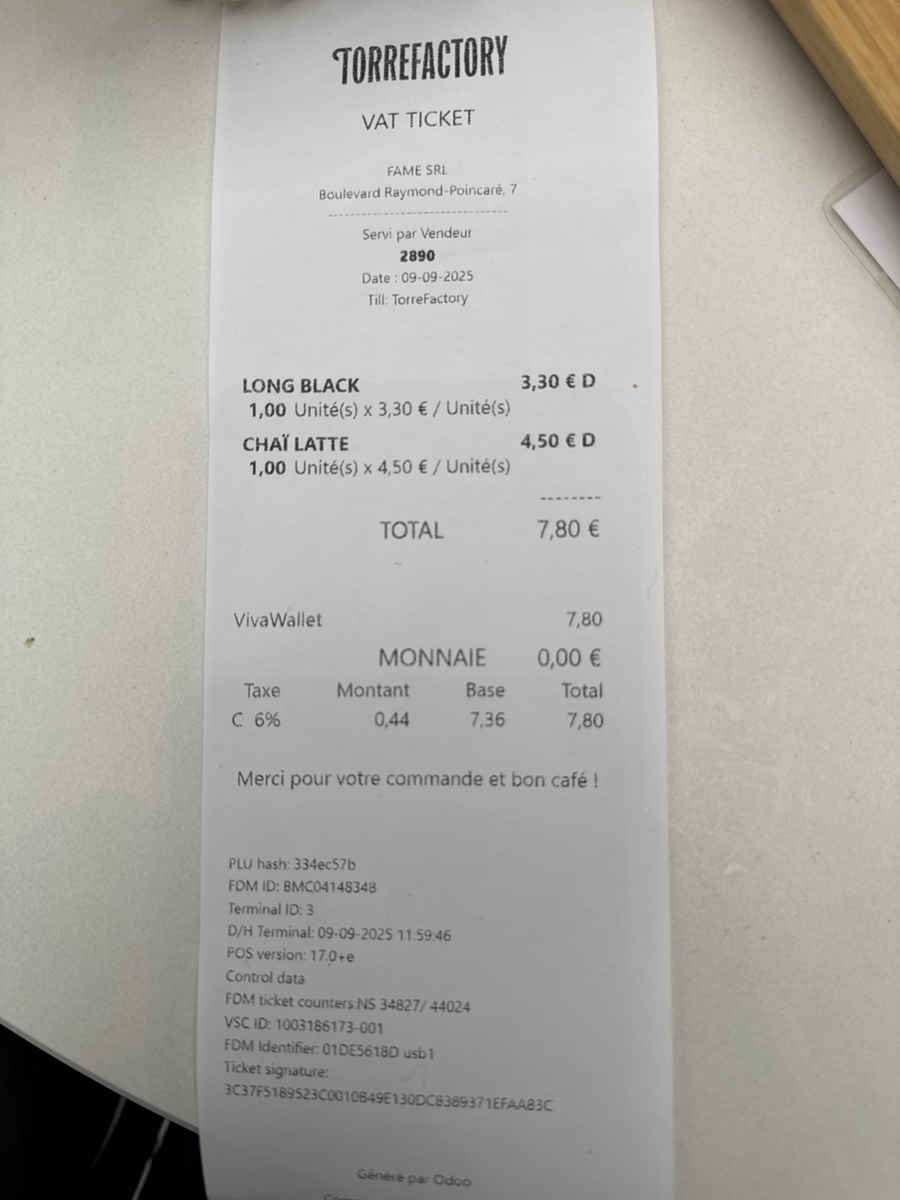 TORREFACTORY
VAT TICKET
FAME SRL
Boulevard Raymond-Poincaré, 7
--------------------------------
Servi par Vendeur
2890
Date : 09-09-2025
Till: TorreFactory
LONG BLACK 3,30 € D
1,00 Unité(s) x 3,30 € / Unité(s)
CHAÏ LATTE 4,50 € D
1,00 Unité(s) x 4,50 € / Unité(s)
--------
TOTAL 7,80 €
VivaWallet 7,80
MONNAIE 0,00 €
Taxe Montant Base Total
C 6% 0,44 7,36 7,80
Merci pour votre commande et bon café !
PLU hash: 334ec57b
FDM ID: BMC04148348
Terminal ID: 3
D/H Terminal: 09-09-2025 11:59:46
POS version: 17.0+e
Control data
FDM ticket counters:NS 34827/ 44024
VSC ID: 1003186173-001
FDM Identifier: 01DE5618D usb1
Ticket signature:
3C37F5189523C0010B49E130DC8389371EFAA83C
Généré par Odoo